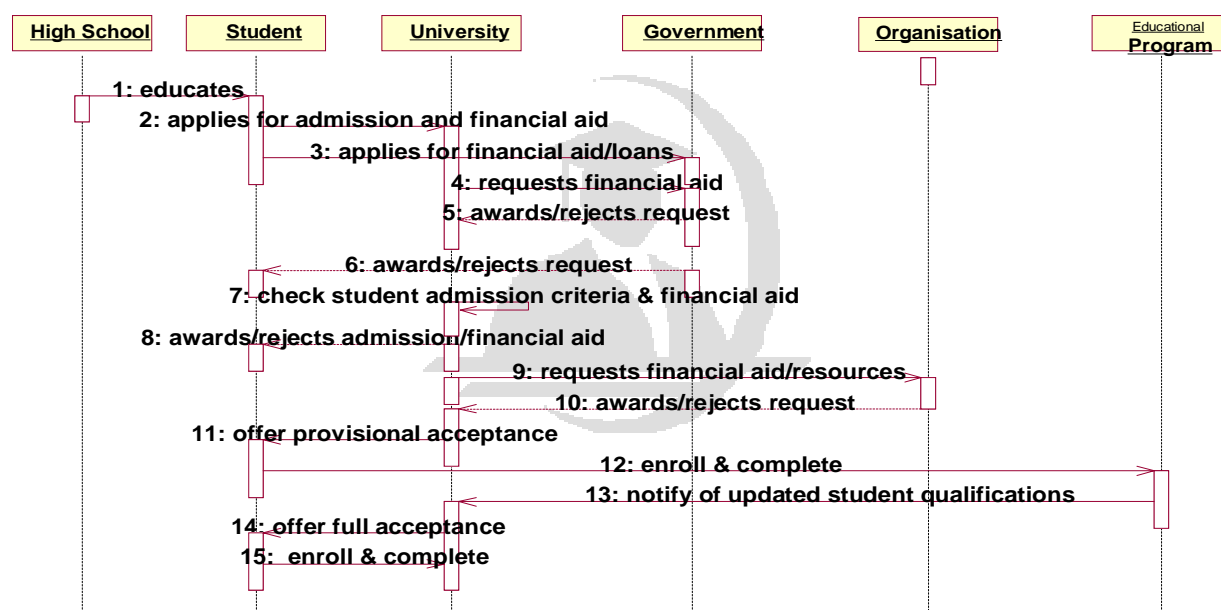 High School
Student
University
Government
Organisation
Educational
Program
1: educates
2: applies for admission and financial aid
3: applies for financial aid/loans
4: requests financial aid
5: awards/rejects request
6: awards/rejects request
7: check student admission criteria & financial aid
8: awards/rejects admission/financial aid
9: requests financial aid/resources
10: awards/rejects request
11: offer provisional acceptance
12: enroll & complete
13: notify of updated student qualifications
14: offer full acceptance
15: enroll & complete